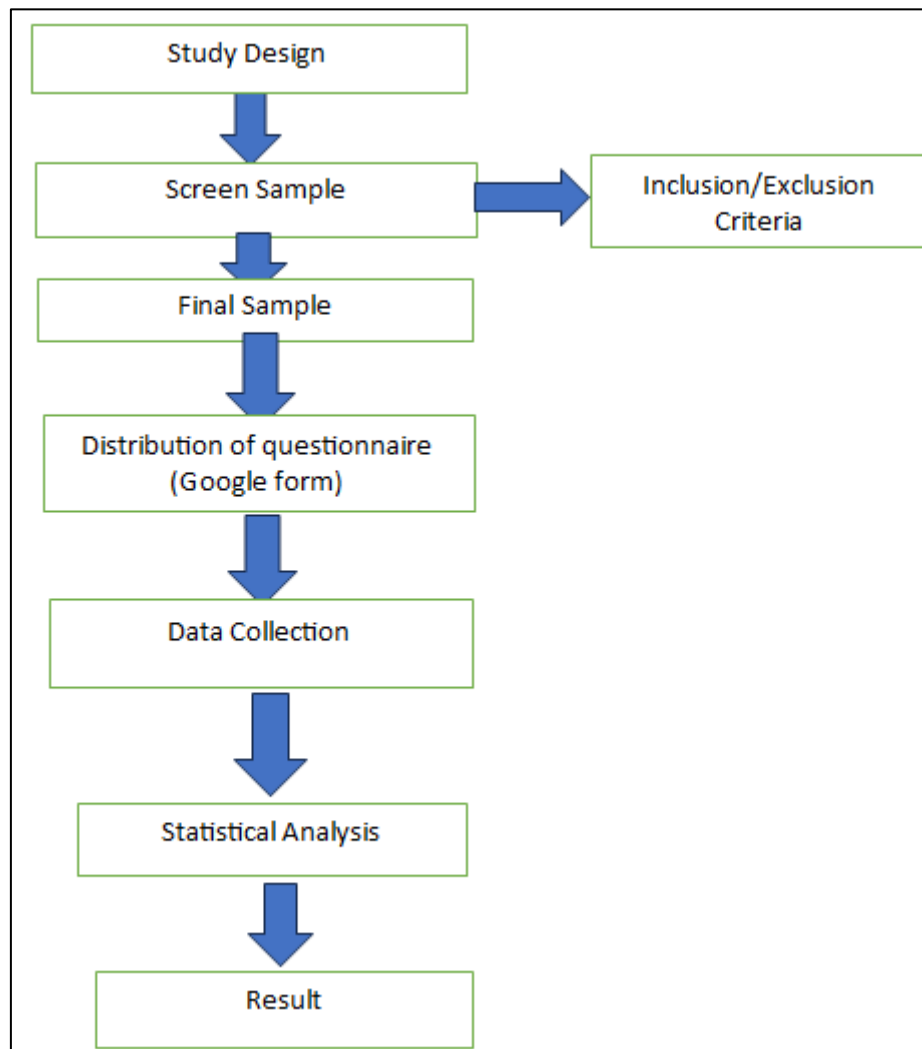 Study Design
Screen Sample
Inclusion/Exclusion
Criteria
Final Sample
Distribution of questionnaire
(Google form)
Data Collection
Statistical Analysis
Result